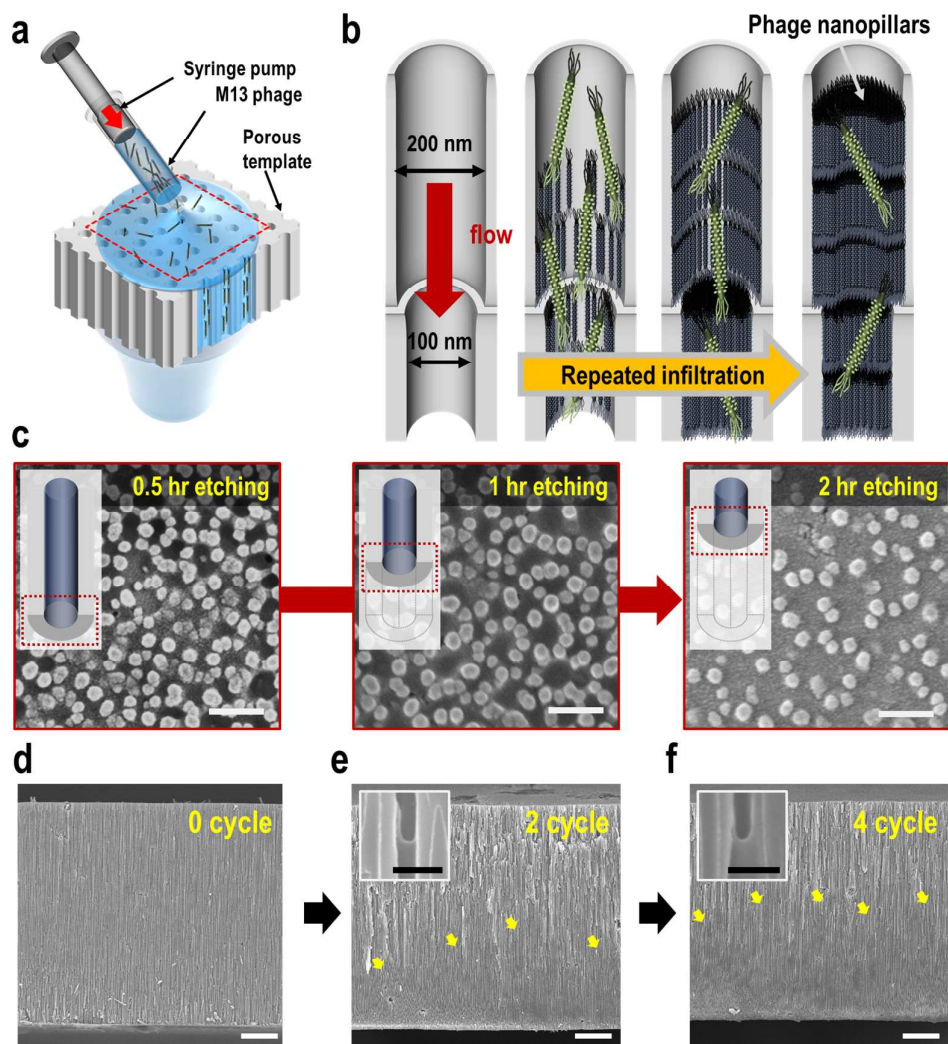 a
Syringe pump
M13 phage
Porous
template
b
Phage nanopillars
200 nm
flow
100 nm
Repeated infiltration
c
0.5 hr etching
1 hr etching
2 hr etching
d
0 cycle
e
2 cycle
f
4 cycle